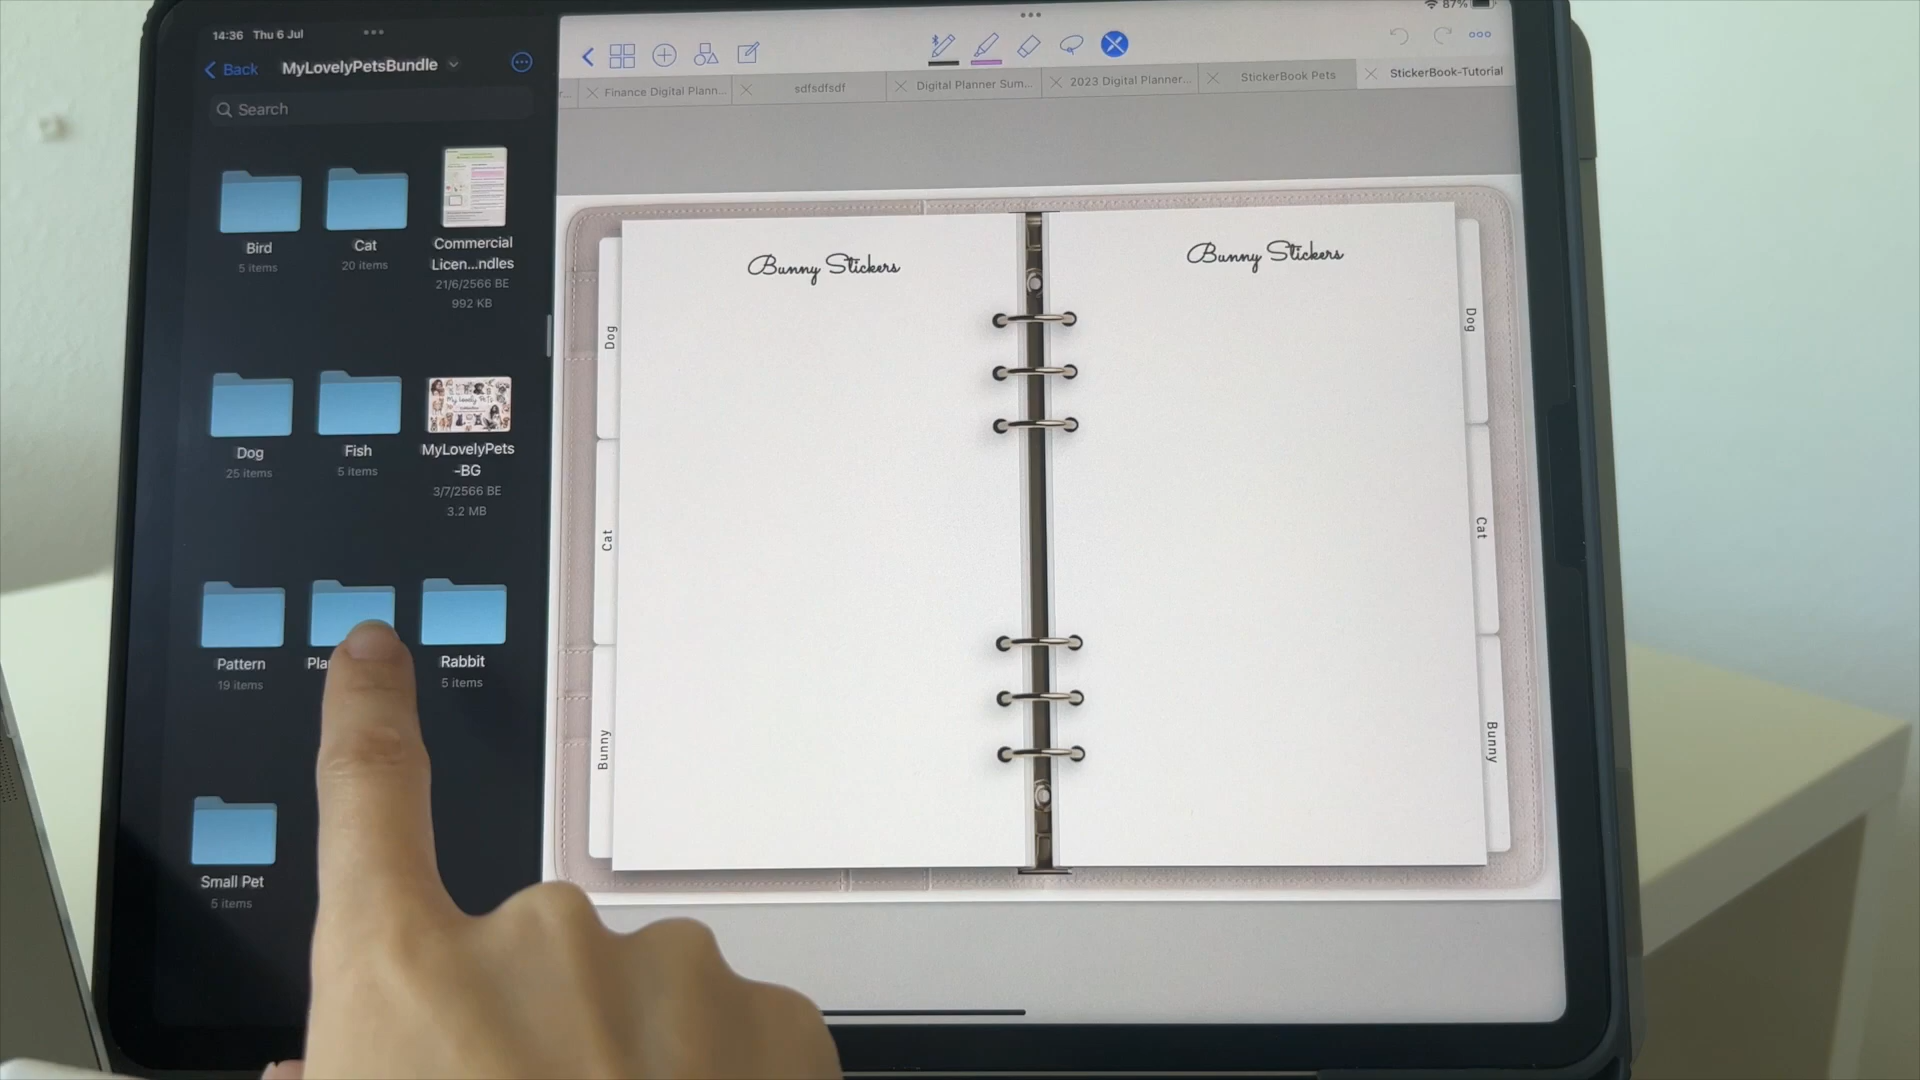 14:36 Thu 6 Jul
87%
Back
MyLovelyPetsBundle
Search
Bird
5 items
Cat
20 items
Commercial
Licen...ndles
21/6/2566 BE
992 KB
Dog
25 items
Fish
5 items
MyLovelyPets
-BG
3/7/2566 BE
3.2 MB
Pattern
19 items
Rabbit
5 items
Small Pet
5 items
Finance Digital Plann...
sdfsdfsdf
Digital Planner Sum...
2023 Digital Planner...
StickerBook Pets
StickerBook-Tutorial
Bunny Stickers
Bunny Stickers
Dog
Cat
Bunny
Dog
Cat
Bunny